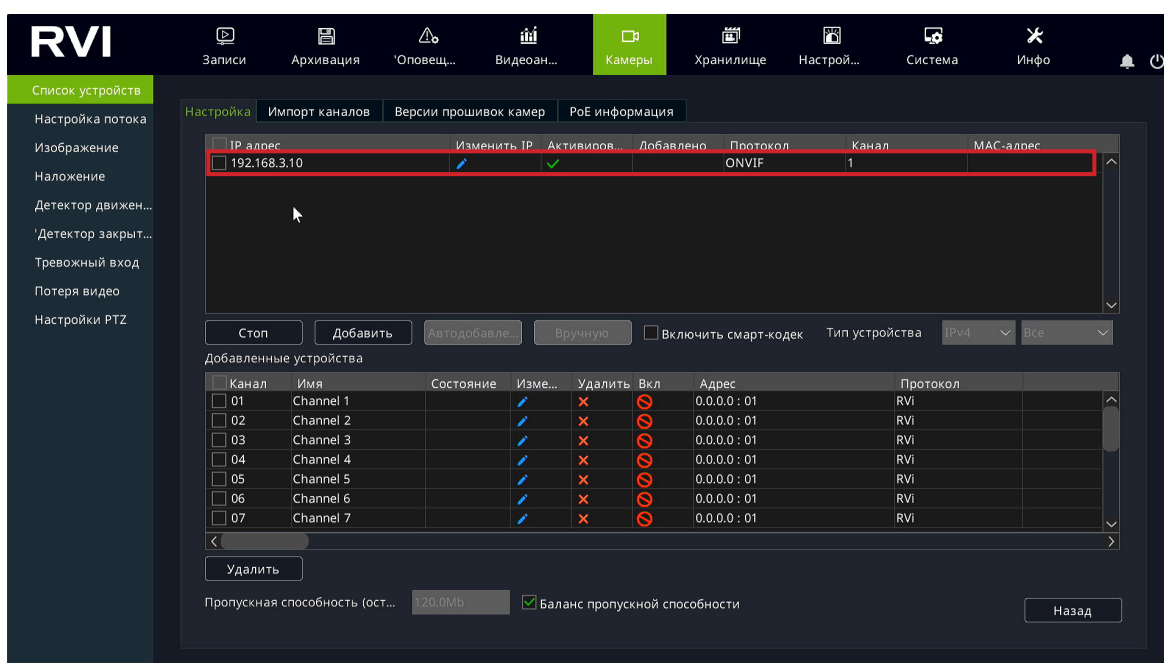 RVI
Записи Архивация 'Оповещ... Видеоан... Камеры Хранилище Настрой... Система Инфо
Список устройств
Настройка потока
Изображение
Наложение
Детектор движен...
'Детектор закрыт...
Тревожный вход
Потеря видео
Настройки PTZ
Настройка Импорт каналов Версии прошивок камер PoE информация
IP адрес Изменить IP Активиров... Добавлено Протокол Канал MAC-адрес
192.168.3.10 ONVIF 1
Стоп Добавить Автодобавле... Вручную Включить смарт-кодек Тип устройства IPv4 Все
Добавленные устройства
Канал Имя Состояние Изме... Удалить Вкл Адрес Протокол
01 Channel 1 0.0.0.0 : 01 RVi
02 Channel 2 0.0.0.0 : 01 RVi
03 Channel 3 0.0.0.0 : 01 RVi
04 Channel 4 0.0.0.0 : 01 RVi
05 Channel 5 0.0.0.0 : 01 RVi
06 Channel 6 0.0.0.0 : 01 RVi
07 Channel 7 0.0.0.0 : 01 RVi
Удалить
Пропускная способность (ост... 120.0Mb Баланс пропускной способности
Назад